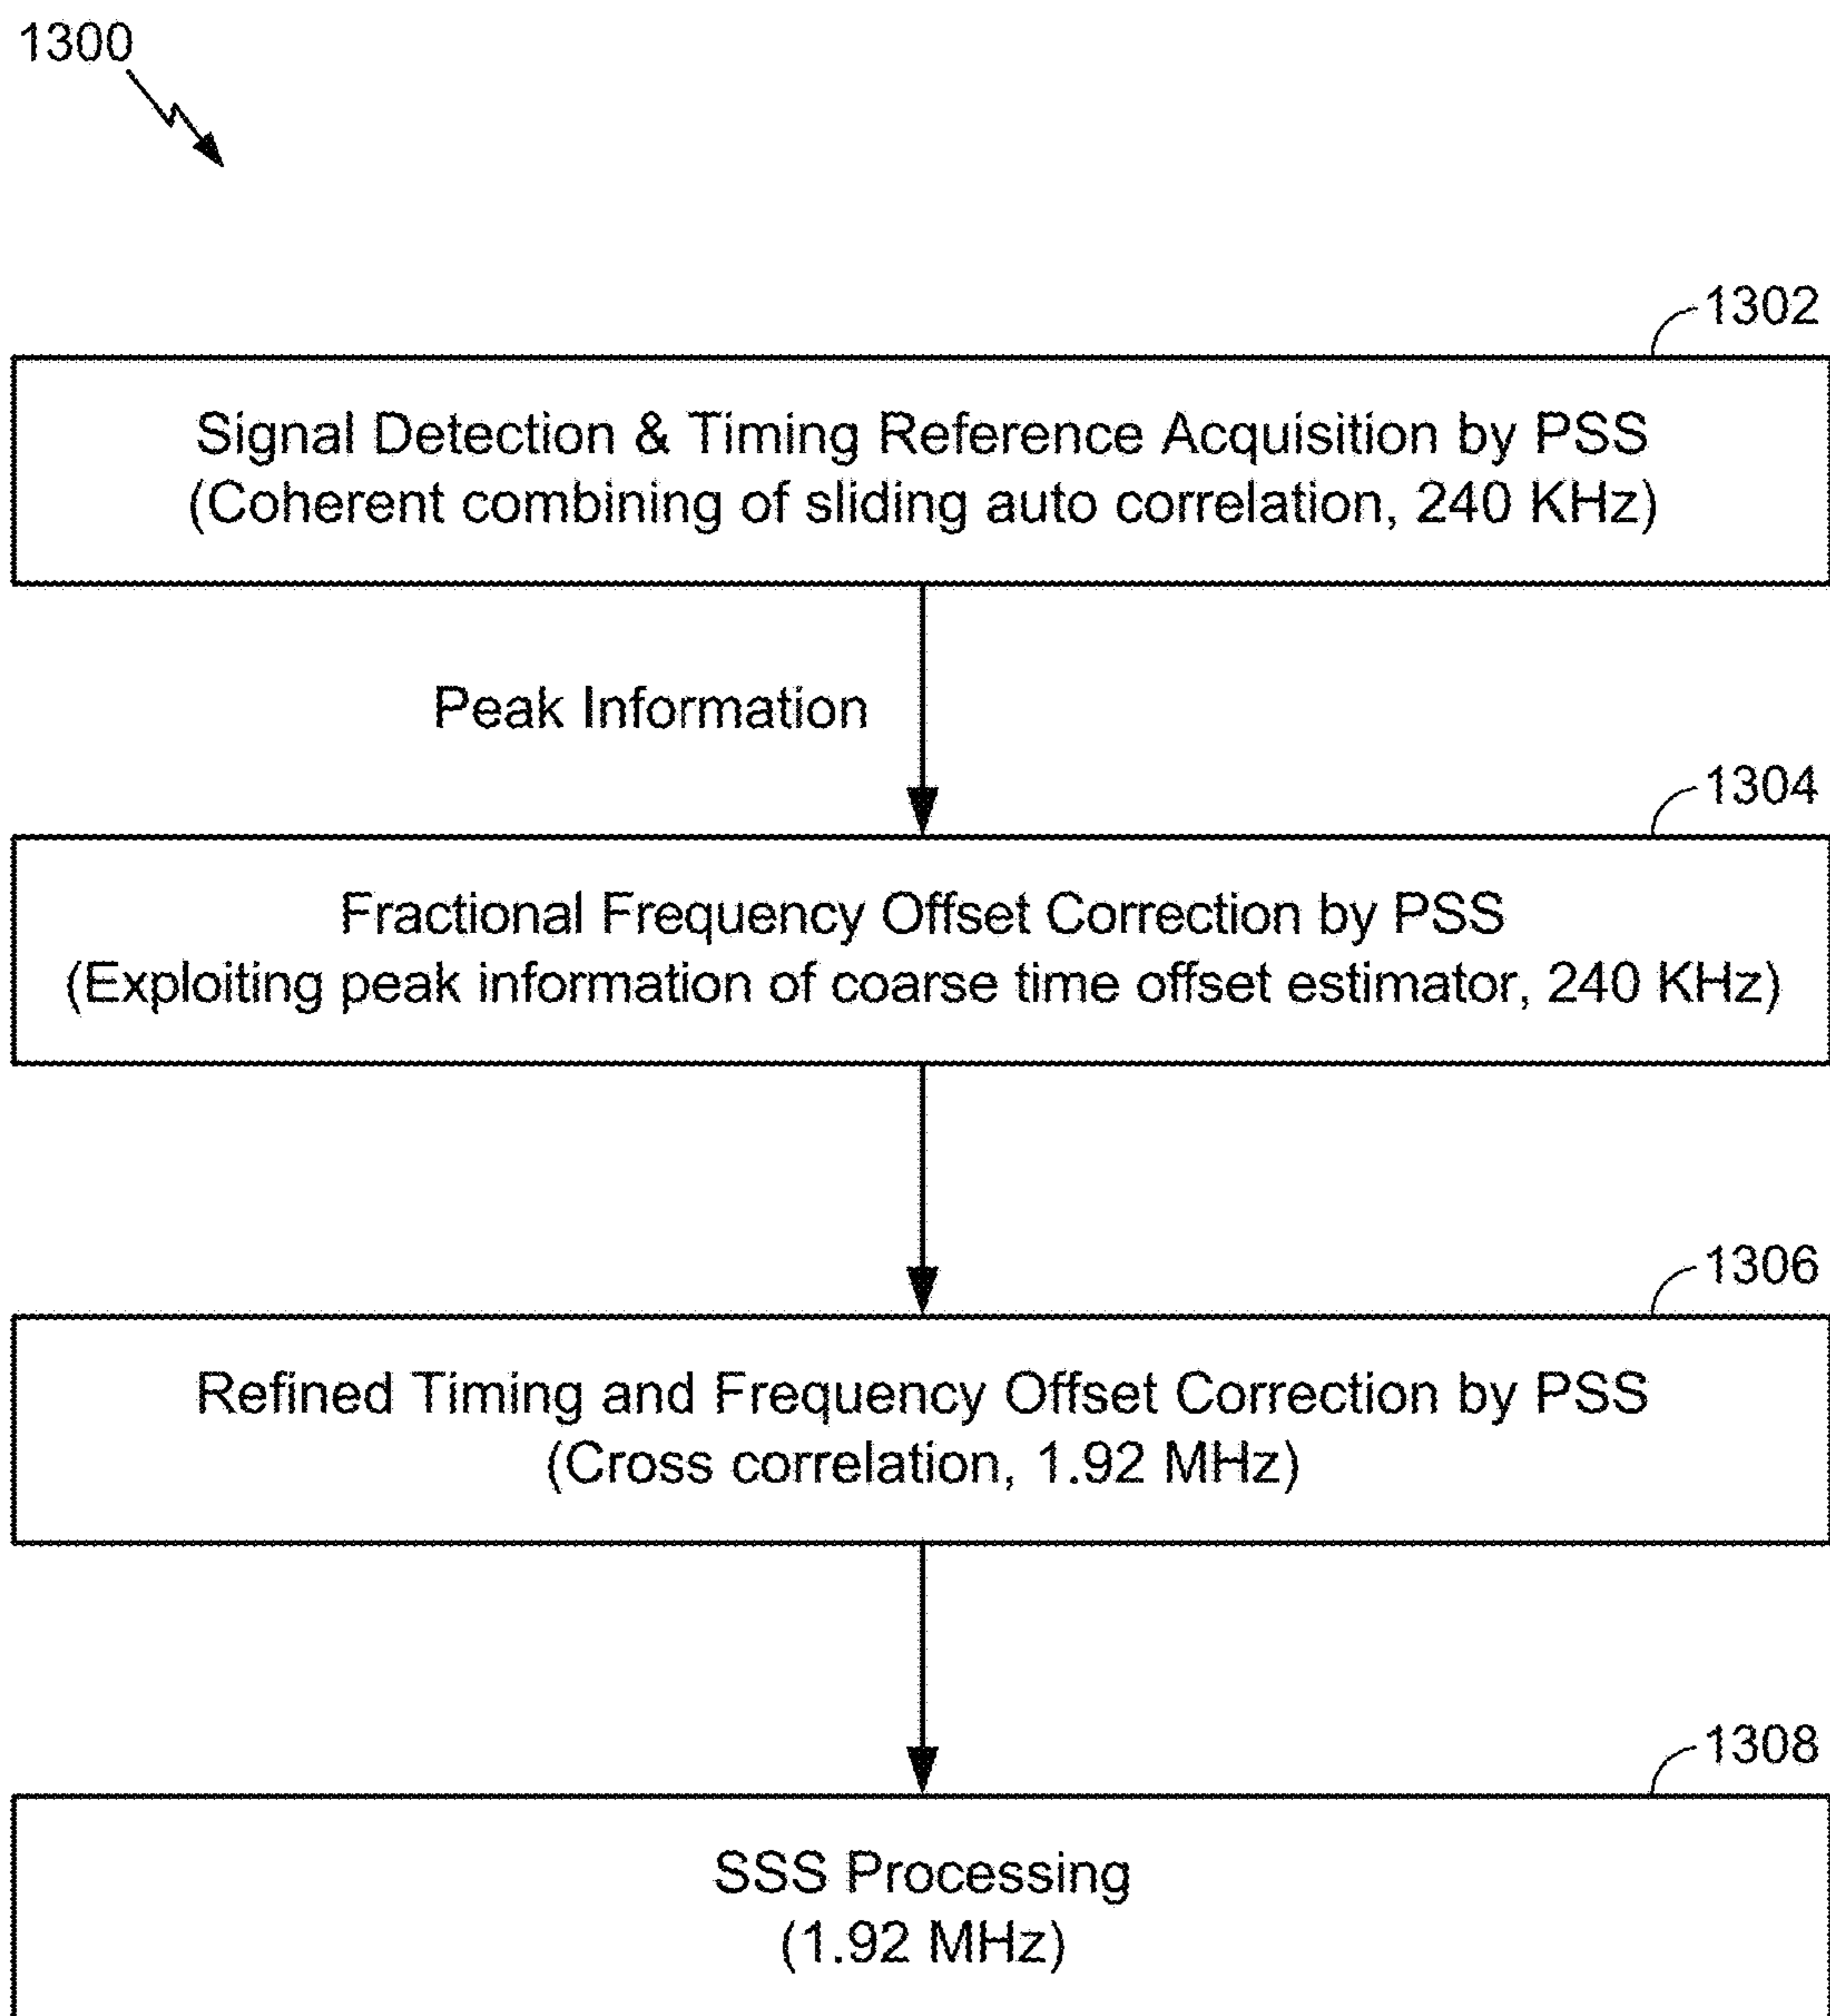 1300
1302
Signal Detection & Timing Reference Acquisition by PSS
(Coherent combining of sliding auto correlation, 240 KHz)
Peak Information
1304
Fractional Frequency Offset Correction by PSS
(Exploiting peak information of coarse time offset estimator, 240 KHz)
1306
Refined Timing and Frequency Offset Correction by PSS
(Cross correlation, 1.92 MHz)
1308
SSS Processing
(1.92 MHz)